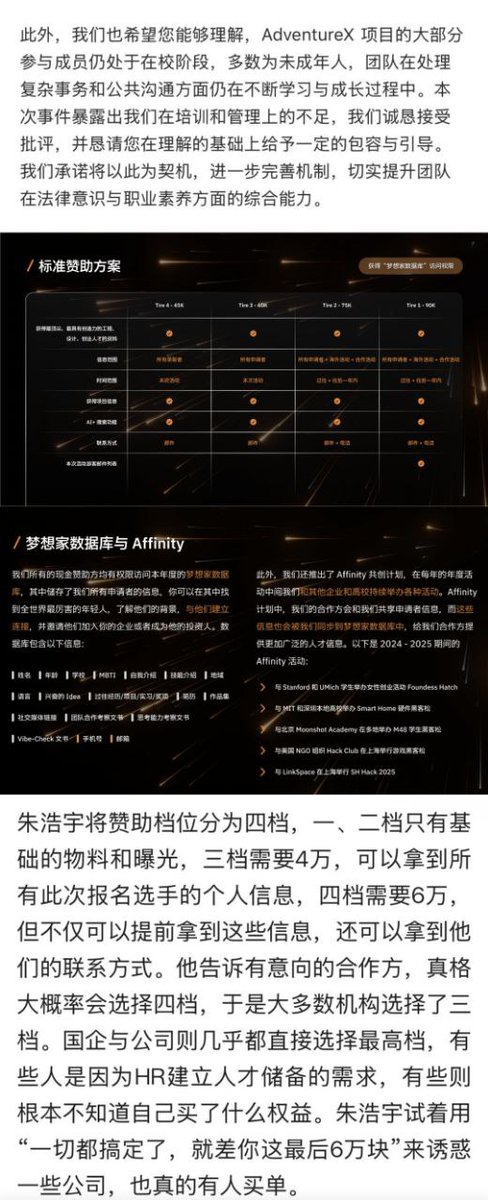 此外，我们也希望您能够理解，AdventureX 项目的大部分
参与成员仍处于在校阶段，多数为未成年人，团队在处理
复杂事务和公共沟通方面仍在不断学习与成长过程中。本
次事件暴露出我们在培训和管理上的不足，我们诚恳接受
批评，并恳请您在理解的基础上给予一定的包容与引导。
我们承诺将以此为契机，进一步完善机制，切实提升团队
在法律意识与职业素养方面的综合能力。
/ 标准赞助方案
获得“梦想家数据库”访问权限
Tire 4 - 45K Tire 3 - 60K Tire 2 - 75K Tire 1 - 90K
获得最顶尖、最具有创造力的工程、
设计、创业人才的资料
信息范围 所有录取者 所有申请者 所有申请者 + 海外活动 + 合作活动 所有申请者 + 海外活动 + 合作活动
时间范围 本次活动 本次活动 过往 + 往后一年内 过往 + 往后一年内
获得项目信息
AI+ 搜索功能
联系方式 邮件 邮件 邮件 + 电话 邮件 + 电话
本次活动游客邮件列表
/ 梦想家数据库与 Affinity
我们所有的现金赞助方均有权限访问本年度的梦想家数据
库，其中储存了我们所有申请者的信息，你可以在其中找
到全世界最厉害的年轻人，了解他们的背景，与他们建立
连接，并邀请他们加入你的企业或者成为他的投资人。数
据库包含以下信息：
姓名 年龄 学校 MBTI 自我介绍 技能介绍 地域
语言 兴奋的 Idea 过往经历/项目/实习/奖项 简历 作品集
社交媒体链接 团队合作考察文书 思考能力考察文书
Vibe-Check 文书 手机号 邮箱
此外，我们还推出了 Affinity 共创计划，在每年的年度活
动中间我们和其他企业和高校持续举办各种活动。Affinity
计划中，我们的合作方会和我们共享申请者信息，而这些
信息也会被我们同步到梦想家数据库中，给我们合作方提
供更加广泛的人才信息。以下是 2024 - 2025 期间的
Affinity 活动：
与 Stanford 和 UMich 学生举办女性创业活动 Foundess Hatch
与 MIT 和深圳本地高校举办 Smart Home 硬件黑客松
与北京 Moonshot Academy 在多地举办 M48 学生黑客松
与美国 NGO 组织 Hack Club 在上海举行游戏黑客松
与 LinkSpace 在上海举行 SH Hack 2025
朱浩宇将赞助档位分为四档，一、二档只有基
础的物料和曝光，三档需要4万，可以拿到所
有此次报名选手的个人信息，四档需要6万，
但不仅可以提前拿到这些信息，还可以拿到他
们的联系方式。他告诉有意向的合作方，真格
大概率会选择四档，于是大多数机构选择了三
档。国企与公司则几乎都直接选择最高档，有
些人是因为HR建立人才储备的需求，有些则
根本不知道自己买了什么权益。朱浩宇试着用
“一切都搞定了，就差你这最后6万块”来诱惑
一些公司，也真的有人买单。